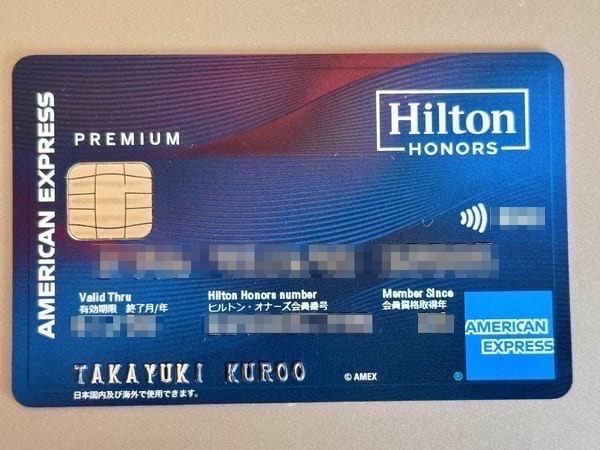 AMERICAN EXPRESS
PREMIUM
Hilton
HONORS
Valid Thru
有効期限 終了月/年
Hilton Honors number
ヒルトン・オナーズ会員番号
Member Since
会員資格取得年
AMERICAN
EXPRESS
®
TAKAYUKI KUROO
© AMEX
日本国内及び海外で使用できます。